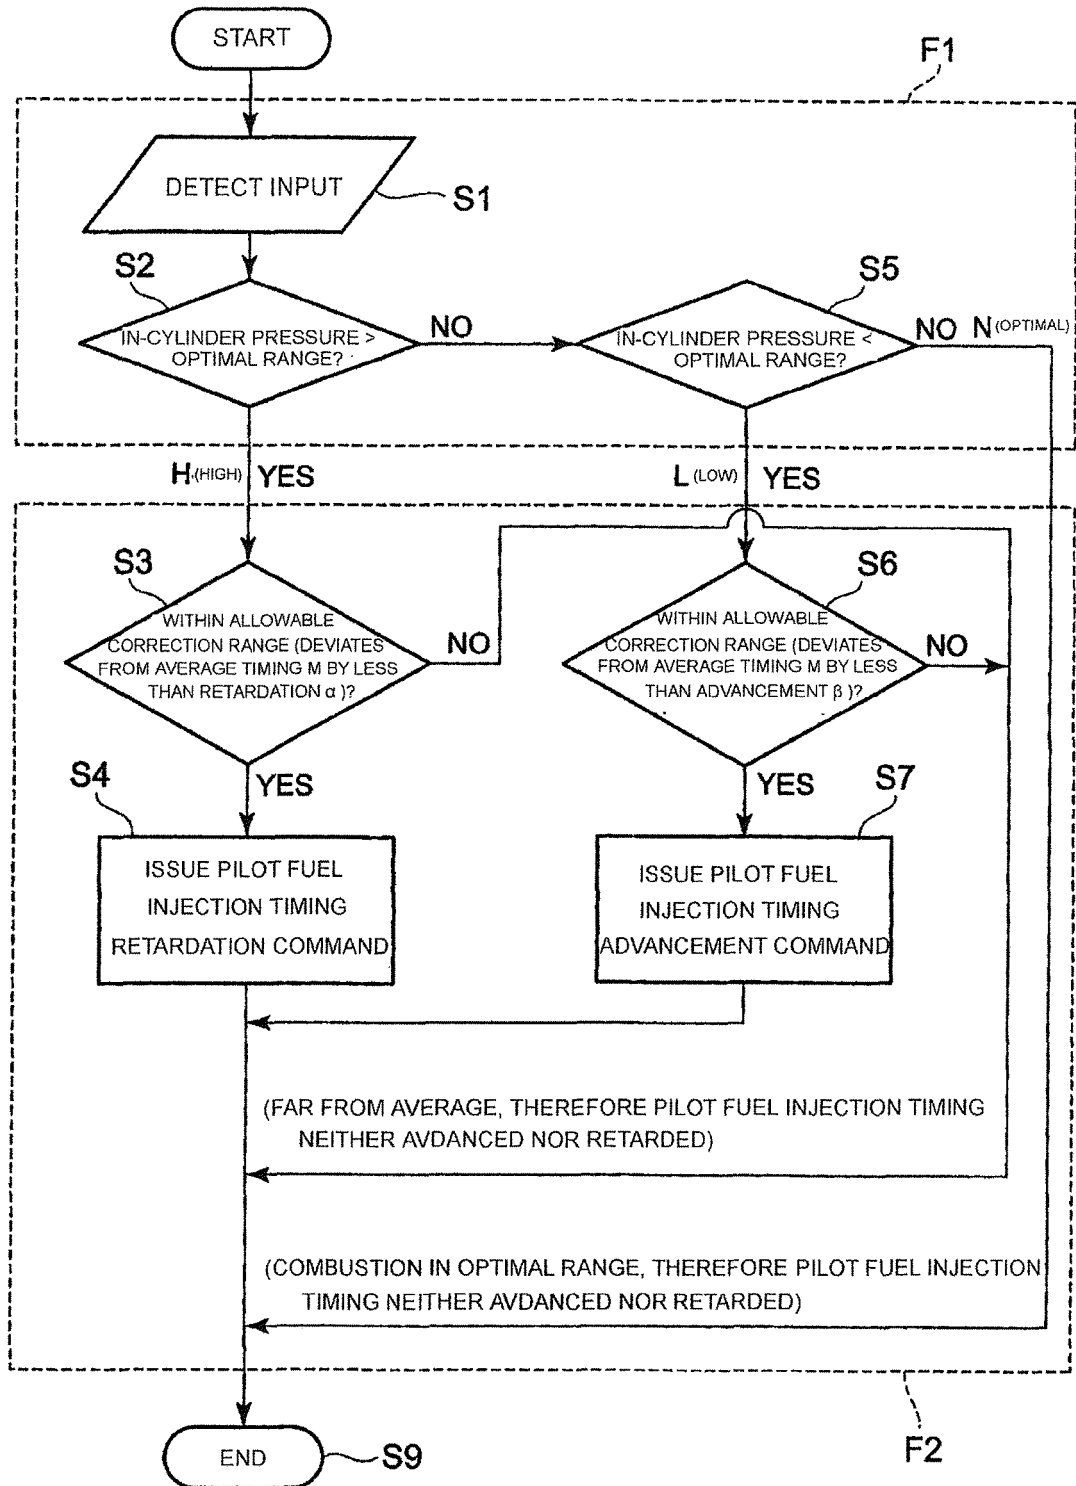 START
F1
DETECT INPUT
S1
S2
S5
IN-CYLINDER PRESSURE >
OPTIMAL RANGE?
NO
IN-CYLINDER PRESSURE <
OPTIMAL RANGE?
NO N (OPTIMAL)
H (HIGH) YES
L (LOW) YES
S3
WITHIN ALLOWABLE
CORRECTION RANGE (DEVIATES
FROM AVERAGE TIMING M BY LESS
THAN RETARDATION α )?
NO
S6
WITHIN ALLOWABLE
CORRECTION RANGE (DEVIATES
FROM AVERAGE TIMING M BY LESS
THAN ADVANCEMENT β )?
NO
YES
YES
S4
ISSUE PILOT FUEL
INJECTION TIMING
RETARDATION COMMAND
S7
ISSUE PILOT FUEL
INJECTION TIMING
ADVANCEMENT COMMAND
(FAR FROM AVERAGE, THEREFORE PILOT FUEL INJECTION TIMING
NEITHER AVDANCED NOR RETARDED)
(COMBUSTION IN OPTIMAL RANGE, THEREFORE PILOT FUEL INJECTION
TIMING NEITHER AVDANCED NOR RETARDED)
END
S9
F2